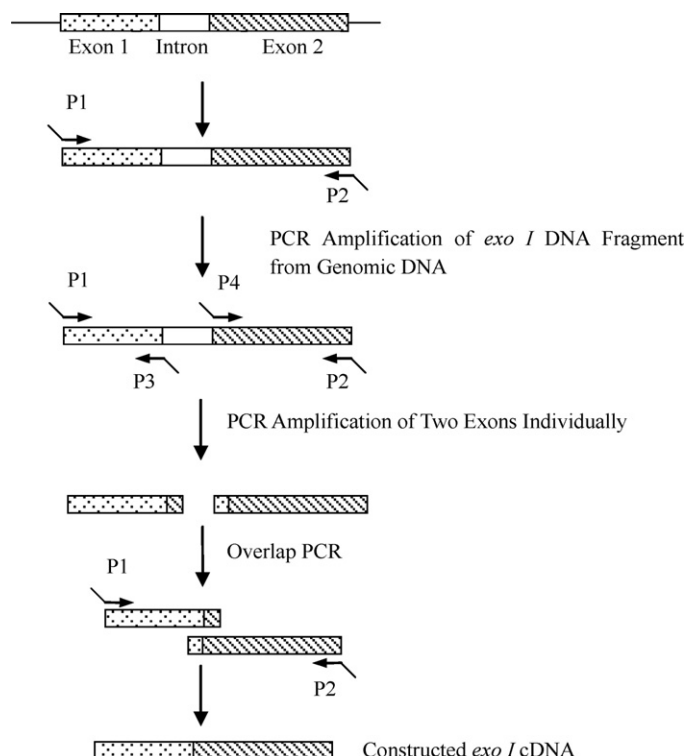 Exon 1 Intron Exon 2
P1
P2
PCR Amplification of exo I DNA Fragment
from Genomic DNA
P1 P4
P3 P2
PCR Amplification of Two Exons Individually
Overlap PCR
P1
P2
Constructed exo I cDNA